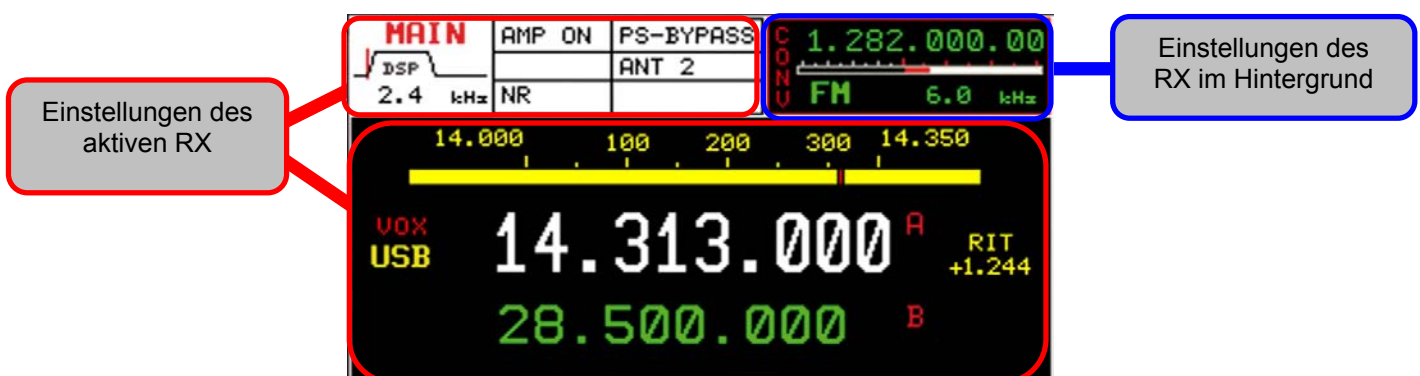 Einstellungen des
aktiven RX
MAIN
DSP
2.4 kHz
AMP ON
PS-BYPASS
ANT 2
NR
CONV
1.282.000.00
FM 6.0 kHz
Einstellungen des
RX im Hintergrund
14.000 100 200 300 14.350
VOX
USB
14.313.000 A
RIT
+1.244
28.500.000 B